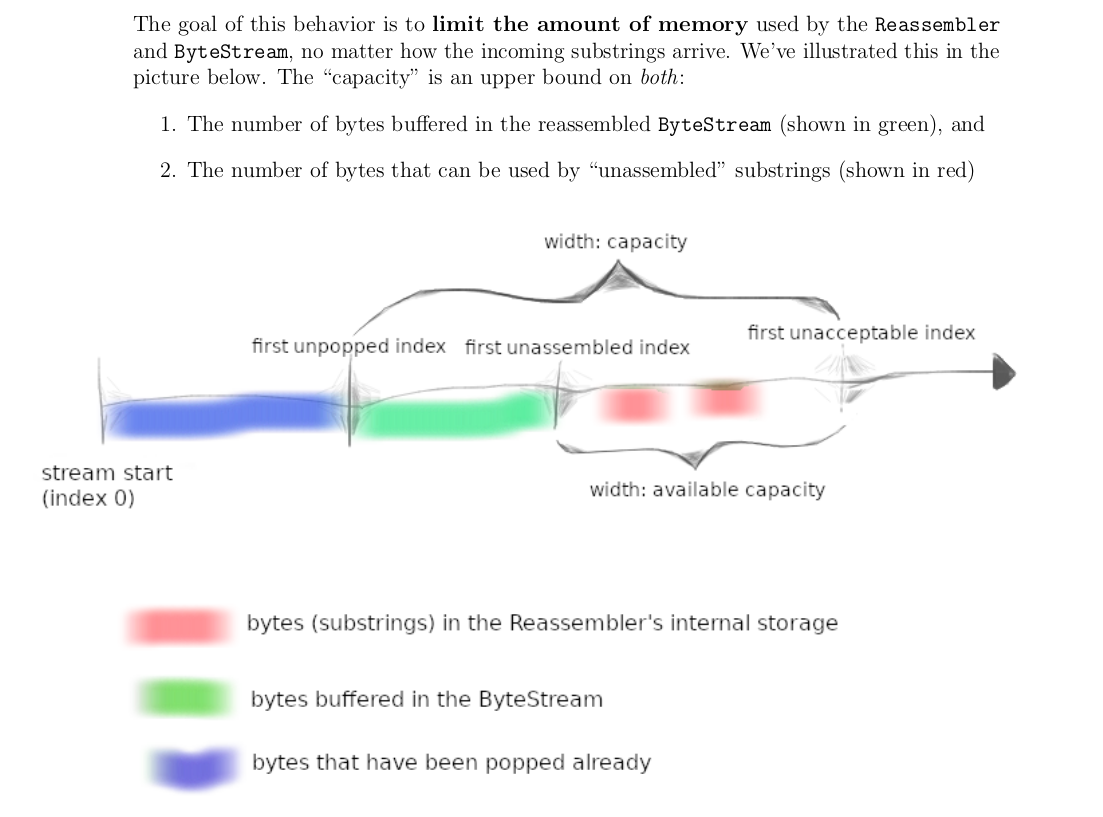 The goal of this behavior is to limit the amount of memory used by the Reassembler
and ByteStream, no matter how the incoming substrings arrive. We’ve illustrated this in the
picture below. The “capacity” is an upper bound on both:
1. The number of bytes buffered in the reassembled ByteStream (shown in green), and
2. The number of bytes that can be used by “unassembled” substrings (shown in red)
width: capacity
first unacceptable index
first unpopped index
first unassembled index
stream start
(index 0)
width: available capacity
bytes (substrings) in the Reassembler's internal storage
bytes buffered in the ByteStream
bytes that have been popped already